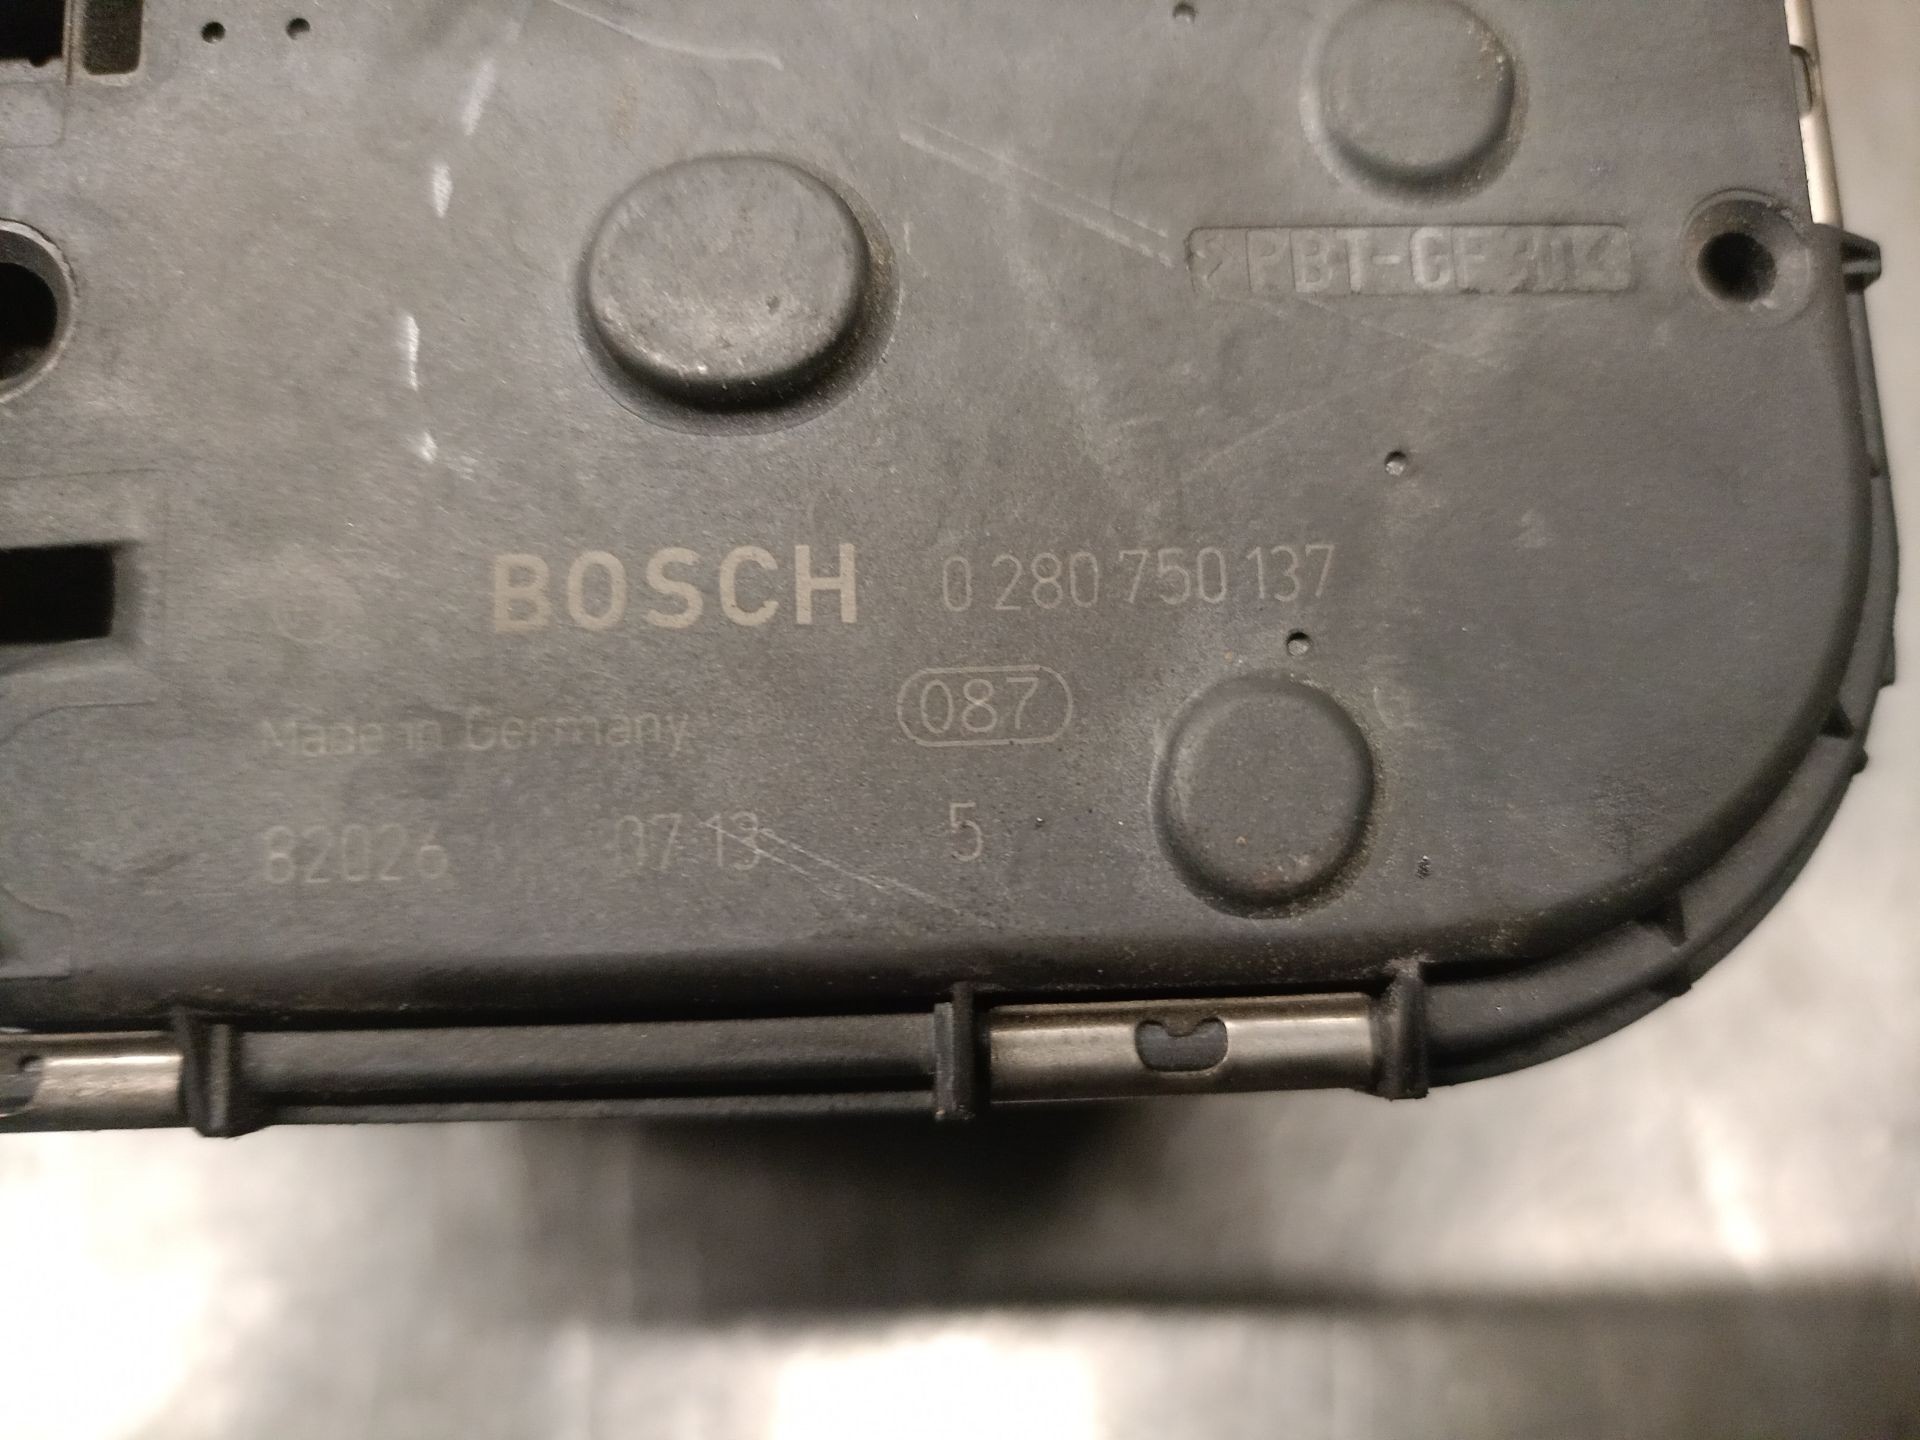 >PBT-GF30<
BOSCH 0 280 750 137
087
Made in Germany
82026 07 13 5